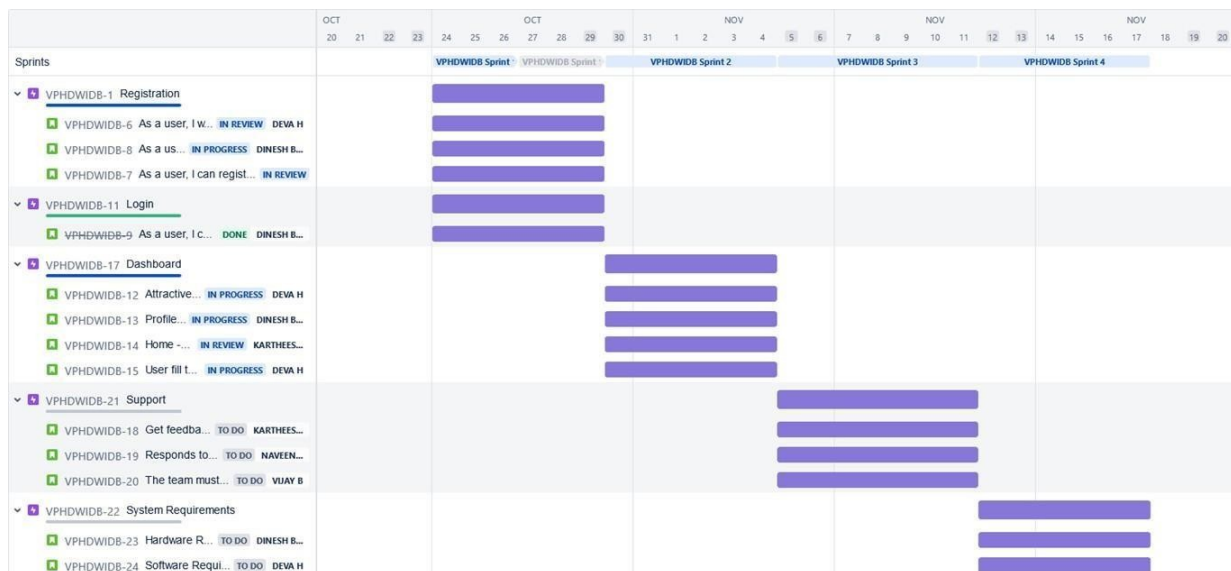 OCT OCT NOV NOV NOV
20 21 22 23 24 25 26 27 28 29 30 31 1 2 3 4 5 6 7 8 9 10 11 12 13 14 15 16 17 18 19 20
Sprints VPHDWIDB Sprint VPHDWIDB Sprint VPHDWIDB Sprint 2 VPHDWIDB Sprint 3 VPHDWIDB Sprint 4
VPHDWIDB-1 Registration
VPHDWIDB-6 As a user, I w... IN REVIEW DEVA H
VPHDWIDB-8 As a us... IN PROGRESS DINESH B...
VPHDWIDB-7 As a user, I can regist... IN REVIEW
VPHDWIDB-11 Login
VPHDWIDB-9 As a user, I c... DONE DINESH B...
VPHDWIDB-17 Dashboard
VPHDWIDB-12 Attractive... IN PROGRESS DEVA H
VPHDWIDB-13 Profile... IN PROGRESS DINESH B...
VPHDWIDB-14 Home -... IN REVIEW KARTHEES...
VPHDWIDB-15 User fill t... IN PROGRESS DEVA H
VPHDWIDB-21 Support
VPHDWIDB-18 Get feedba... TO DO KARTHEES...
VPHDWIDB-19 Responds to... TO DO NAVEEN...
VPHDWIDB-20 The team must... TO DO VIJAY B
VPHDWIDB-22 System Requirements
VPHDWIDB-23 Hardware R... TO DO DINESH B...
VPHDWIDB-24 Software Requi... TO DO DEVA H